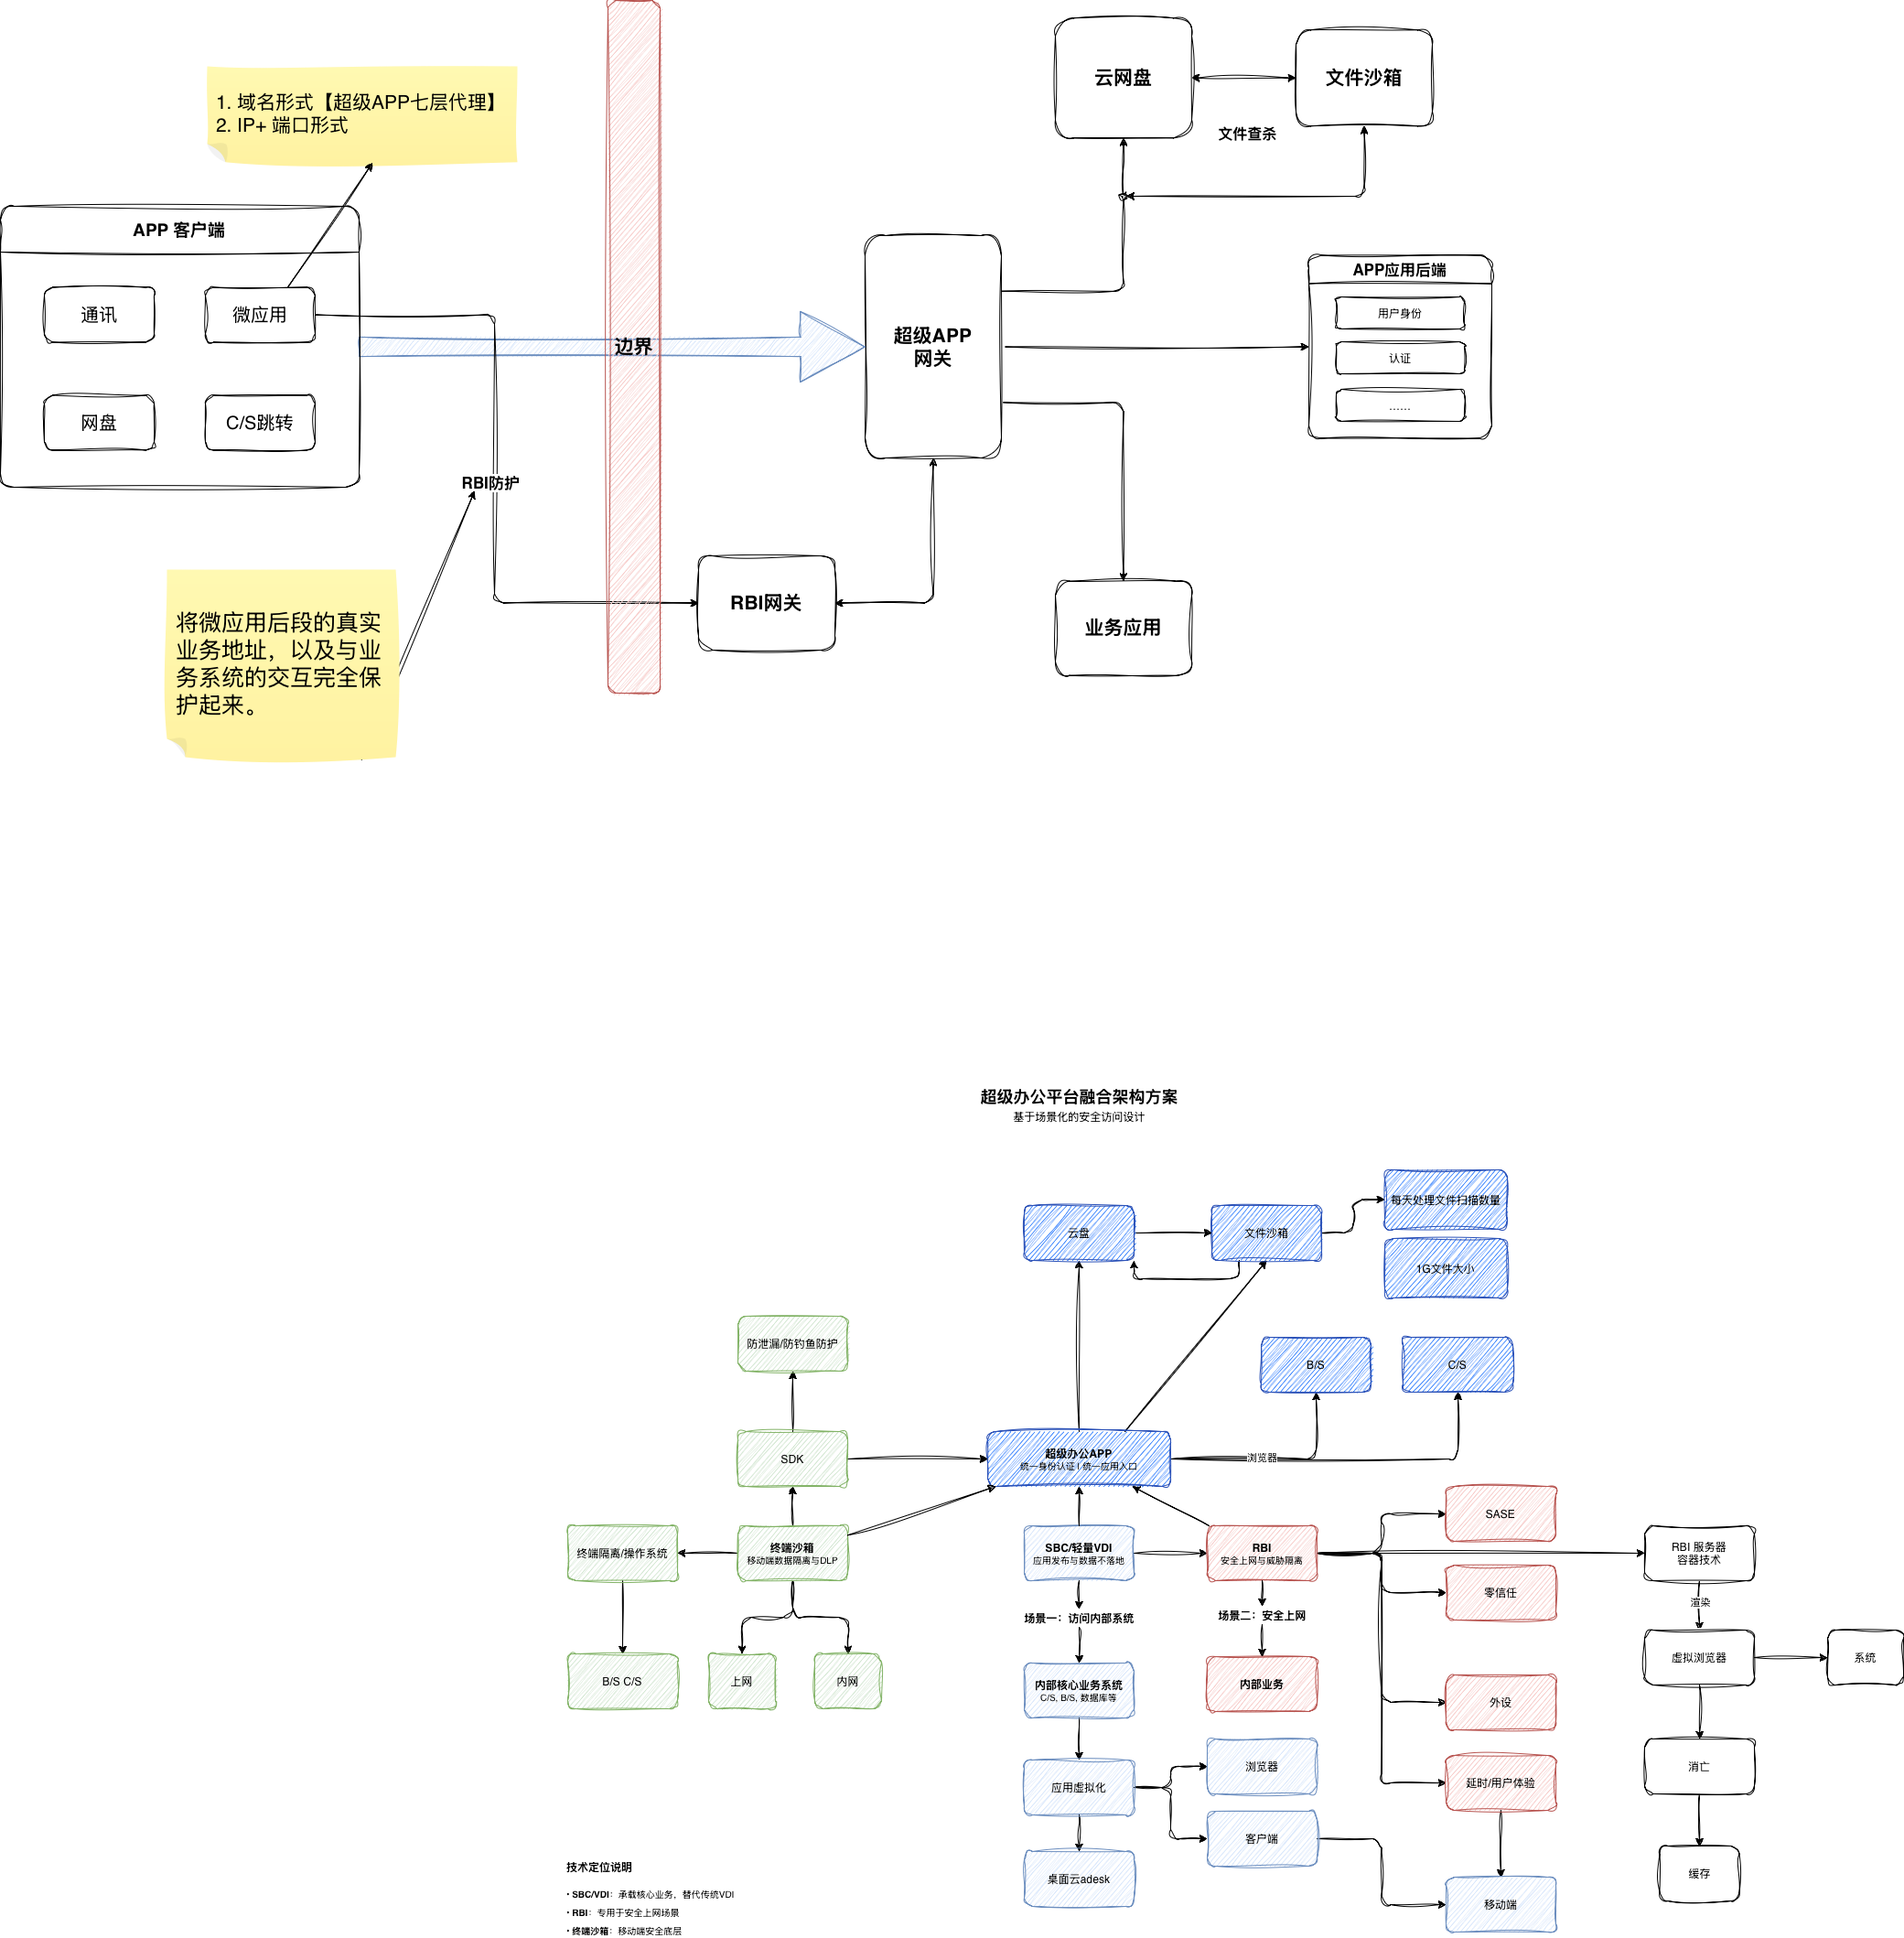 云网盘
文件沙箱
1. 域名形式【超级APP七层代理】
2. IP+ 端口形式
文件查杀
APP 客户端
通讯
微应用
网盘
C/S跳转
边界
超级APP
网关
APP应用后端
用户身份
认证
......
RBI防护
RBI网关
业务应用
将微应用后段的真实
业务地址，以及与业
务系统的交互完全保
护起来。
超级办公平台融合架构方案
基于场景化的安全访问设计
云盘
文件沙箱
每天处理文件扫描数量
1G文件大小
防泄漏/防钓鱼防护
B/S
C/S
SDK
超级办公APP
统一身份认证 | 统一应用入口
浏览器
终端隔离/操作系统
终端沙箱
移动端数据隔离与DLP
SBC/轻量VDI
应用发布与数据不落地
RBI
安全上网与威胁隔离
SASE
RBI 服务器
容器技术
零信任
渲染
场景一：访问内部系统
场景二：安全上网
B/S C/S
上网
内网
内部核心业务系统
C/S, B/S, 数据库等
内部业务
外设
虚拟浏览器
系统
应用虚拟化
浏览器
延时/用户体验
消亡
客户端
桌面云adesk
移动端
缓存
技术定位说明
• SBC/VDI：承载核心业务，替代传统VDI
• RBI：专用于安全上网场景
• 终端沙箱：移动端安全底层